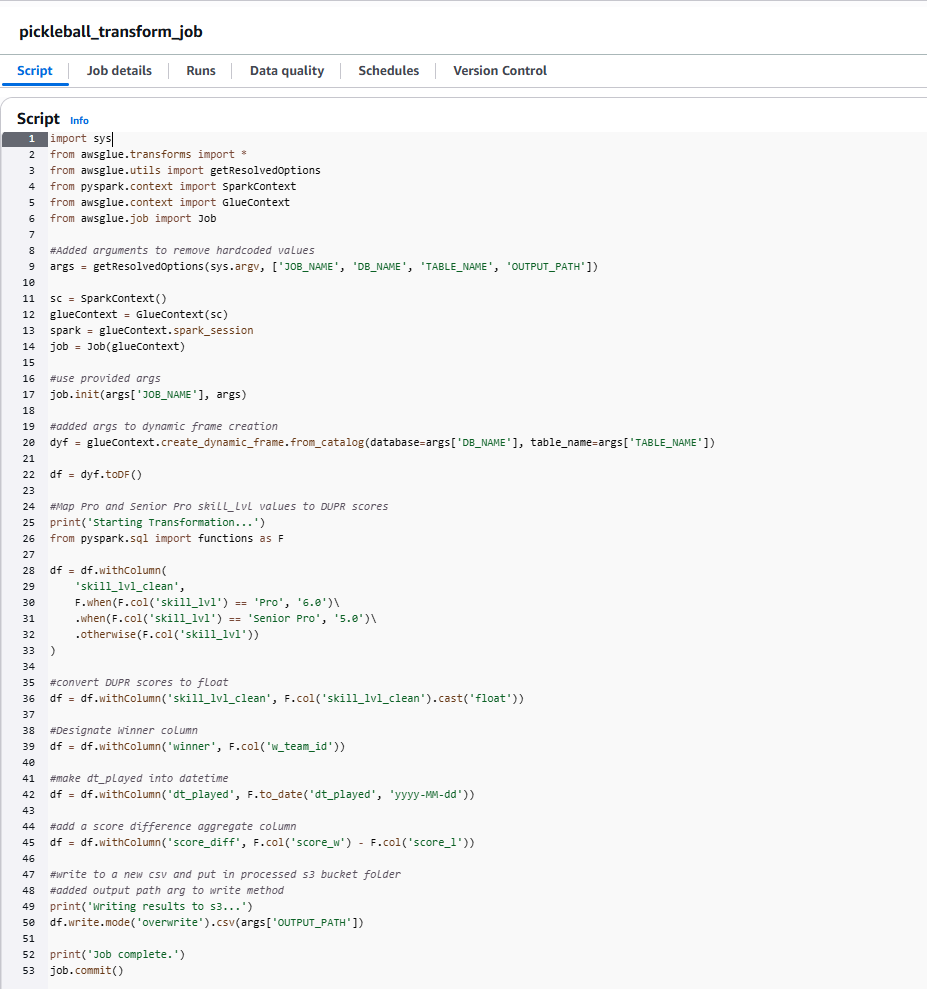 pickleball_transform_job
Script
Job details
Runs
Data quality
Schedules
Version Control
Script Info
1 import sys
2 from awsglue.transforms import *
3 from awsglue.utils import getResolvedOptions
4 from pyspark.context import SparkContext
5 from awsglue.context import GlueContext
6 from awsglue.job import Job
7
8 #Added arguments to remove hardcoded values
9 args = getResolvedOptions(sys.argv, ['JOB_NAME', 'DB_NAME', 'TABLE_NAME', 'OUTPUT_PATH'])
10
11 sc = SparkContext()
12 glueContext = GlueContext(sc)
13 spark = glueContext.spark_session
14 job = Job(glueContext)
15
16 #use provided args
17 job.init(args['JOB_NAME'], args)
18
19 #added args to dynamic frame creation
20 dyf = glueContext.create_dynamic_frame.from_catalog(database=args['DB_NAME'], table_name=args['TABLE_NAME'])
21
22 df = dyf.toDF()
23
24 #Map Pro and Senior Pro skill_lvl values to DUPR scores
25 print('Starting Transformation...')
26 from pyspark.sql import functions as F
27
28 df = df.withColumn(
29     'skill_lvl_clean',
30     F.when(F.col('skill_lvl') == 'Pro', '6.0')\
31     .when(F.col('skill_lvl') == 'Senior Pro', '5.0')\
32     .otherwise(F.col('skill_lvl'))
33 )
34
35 #convert DUPR scores to float
36 df = df.withColumn('skill_lvl_clean', F.col('skill_lvl_clean').cast('float'))
37
38 #Designate Winner column
39 df = df.withColumn('winner', F.col('w_team_id'))
40
41 #make dt_played into datetime
42 df = df.withColumn('dt_played', F.to_date('dt_played', 'yyyy-MM-dd'))
43
44 #add a score difference aggregate column
45 df = df.withColumn('score_diff', F.col('score_w') - F.col('score_l'))
46
47 #write to a new csv and put in processed s3 bucket folder
48 #added output path arg to write method
49 print('Writing results to s3...')
50 df.write.mode('overwrite').csv(args['OUTPUT_PATH'])
51
52 print('Job complete.')
53 job.commit()